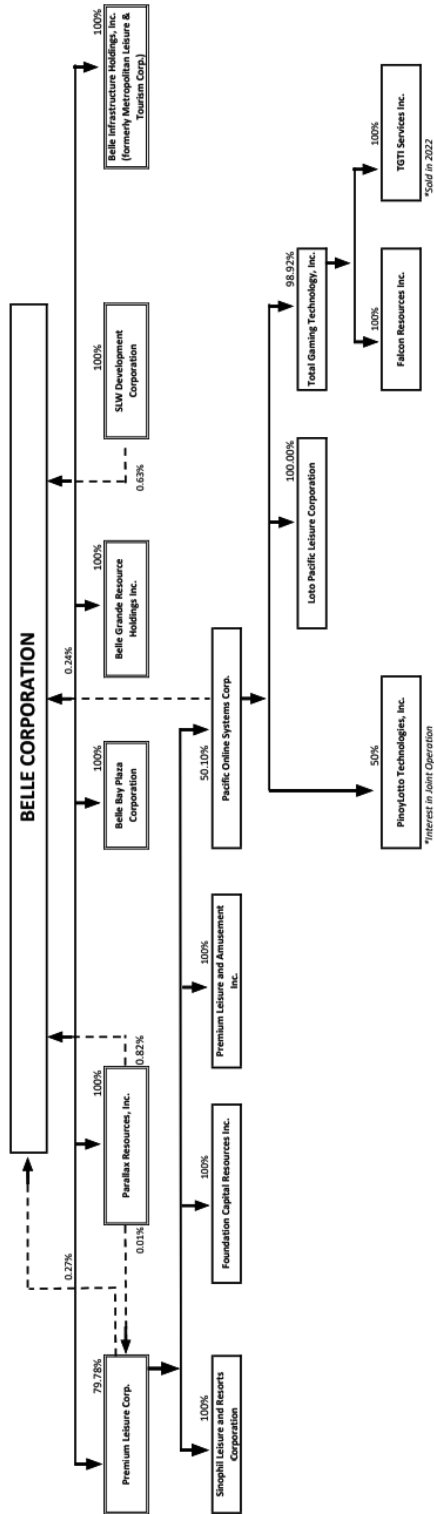 BELLE CORPORATION
0.27%
0.24%
79.78%
Premium Leisure Corp.
0.01%
100%
Parallax Resources, Inc.
0.82%
100%
Belle Bay Plaza
Corporation
100%
Belle Grande Resource
Holdings Inc.
0.63%
100%
SLW Development
Corporation
100%
Belle Infrastructure Holdings, Inc.
(formerly Metropolitan Leisure &
Tourism Corp.)
100%
Sinophil Leisure and Resorts
Corporation
100%
Foundation Capital Resources Inc.
100%
Premium Leisure and Amusement
Inc.
50.10%
Pacific Online Systems Corp.
50%
PinoyLotto Technologies, Inc.
*Interest in Joint Operation
100.00%
Loto Pacific Leisure Corporation
98.92%
Total Gaming Technology, Inc.
100%
Falcon Resources Inc.
100%
TGTI Services Inc.
*Sold in 2022